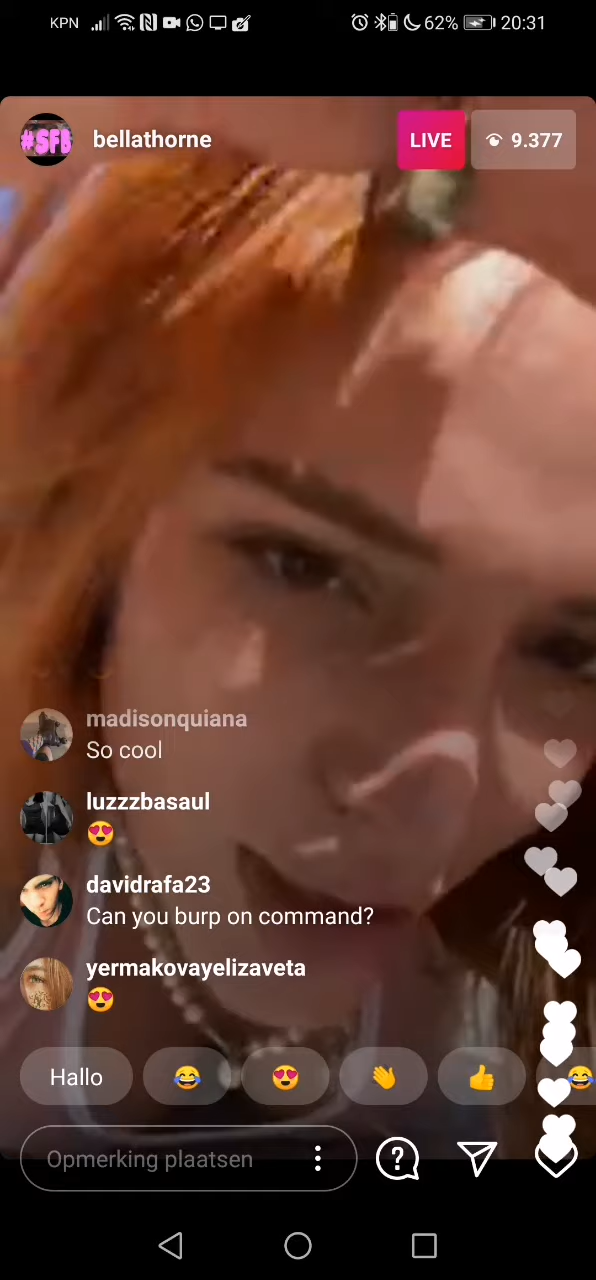 KPN 62% 20:31
#SFB bellathorne LIVE 9.377
madisonquiana
So cool
luzzzbasaul
😍
davidrafa23
Can you burp on command?
yermakovayelizaveta
😍
Hallo 😂 😍 👋 👍 😂
Opmerking plaatsen